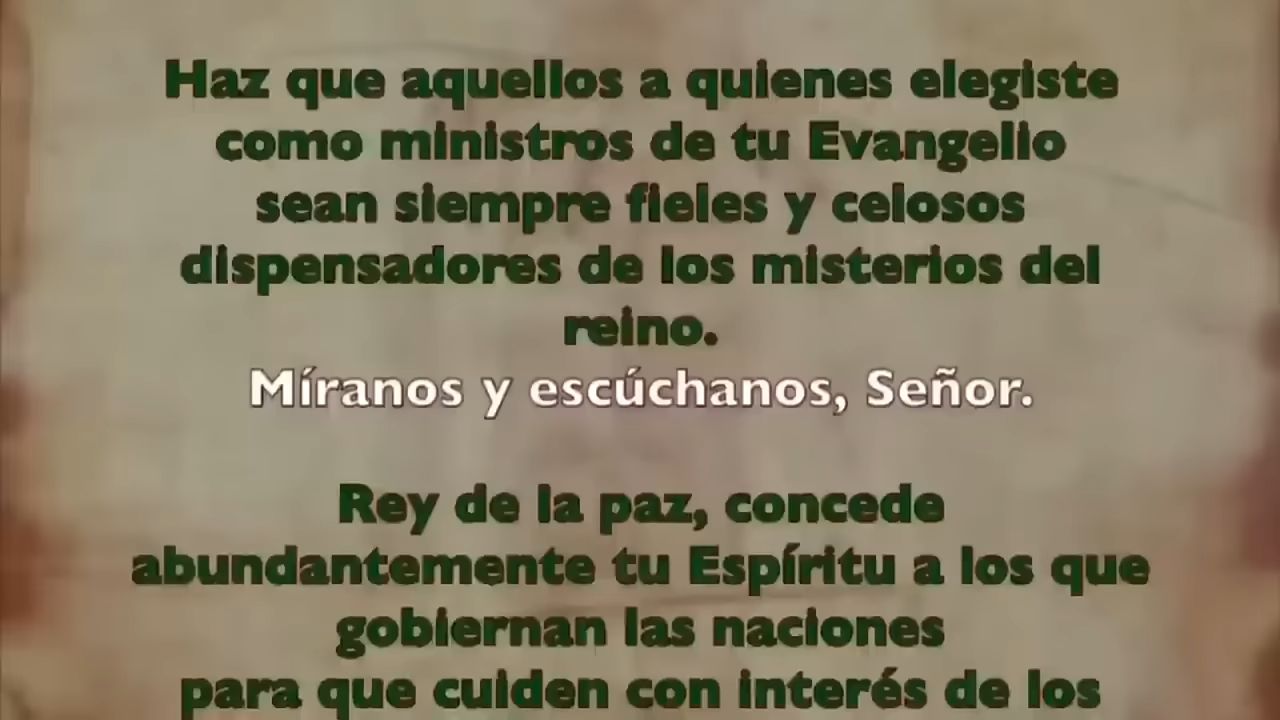 Haz que aquellos a quienes elegiste
como ministros de tu Evangelio
sean siempre fieles y celosos
dispensadores de los misterios del
reino.
Míranos y escúchanos, Señor.
Rey de la paz, concede
abundantemente tu Espíritu a los que
gobiernan las naciones
para que cuiden con interés de los